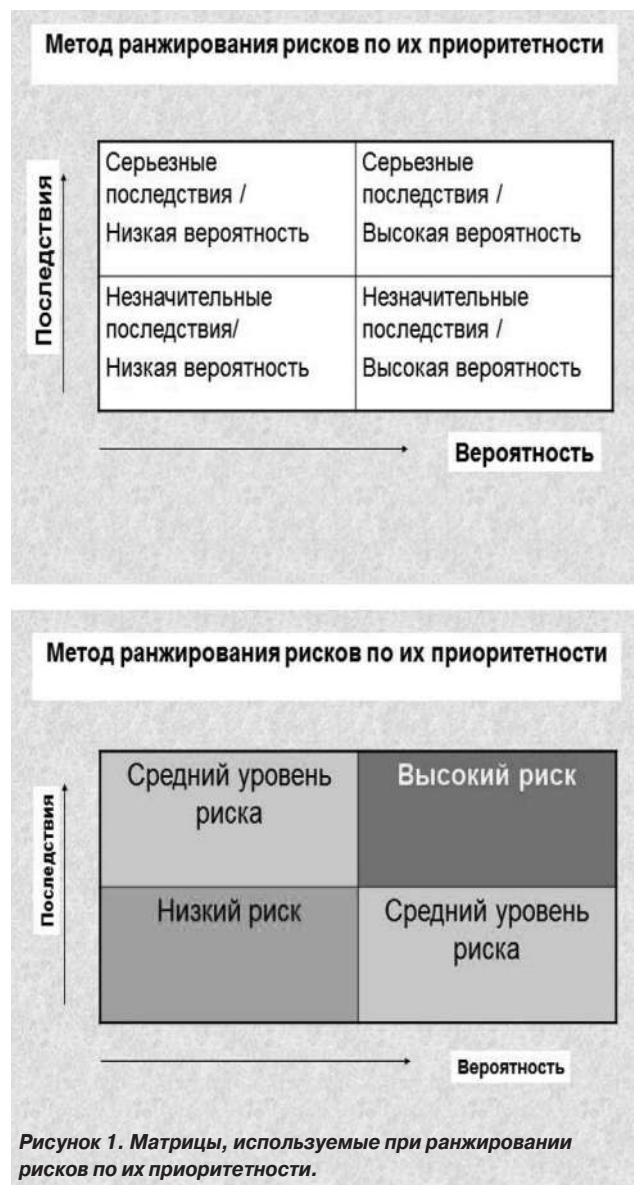 Метод ранжирования рисков по их приоритетности
Последствия
Серьезные
последствия /
Низкая вероятность
Серьезные
последствия /
Высокая вероятность
Незначительные
последствия/
Низкая вероятность
Незначительные
последствия /
Высокая вероятность
Вероятность
Метод ранжирования рисков по их приоритетности
Последствия
Средний уровень
риска
Высокий риск
Низкий риск
Средний уровень
риска
Вероятность
Рисунок 1. Матрицы, используемые при ранжировании
рисков по их приоритетности.